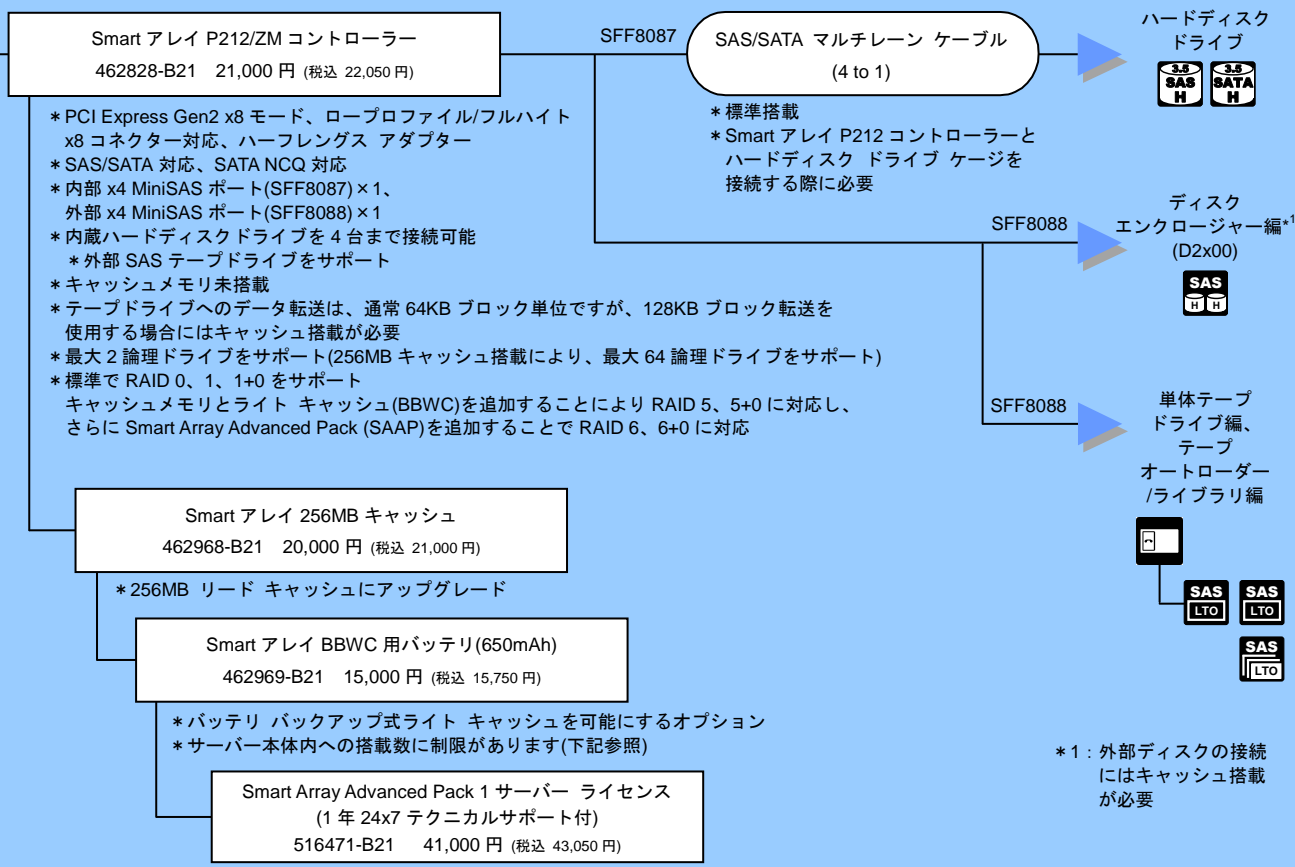 Smart アレイ P212/ZM コントローラー
462828-B21 21,000 円 (税込 22,050 円)
SFF8087
SAS/SATA マルチレーン ケーブル
(4 to 1)
ハードディスク
ドライブ
3.5
SAS
H
3.5
SATA
H
*PCI Express Gen2 x8 モード、ロープロファイル/フルハイト
x8 コネクター対応、ハーフレングス アダプター
*SAS/SATA 対応、SATA NCQ 対応
*内部 x4 MiniSAS ポート(SFF8087)×1、
外部 x4 MiniSAS ポート(SFF8088)×1
*内蔵ハードディスクドライブを 4 台まで接続可能
*外部 SAS テープドライブをサポート
*キャッシュメモリ未搭載
*テープドライブへのデータ転送は、通常 64KB ブロック単位ですが、128KB ブロック転送を
使用する場合にはキャッシュ搭載が必要
*最大 2 論理ドライブをサポート(256MB キャッシュ搭載により、最大 64 論理ドライブをサポート)
*標準で RAID 0、1、1+0 をサポート
キャッシュメモリとライト キャッシュ(BBWC)を追加することにより RAID 5、5+0 に対応し、
さらに Smart Array Advanced Pack (SAAP)を追加することで RAID 6、6+0 に対応
*標準搭載
*Smart アレイ P212 コントローラーと
ハードディスク ドライブ ケージを
接続する際に必要
SFF8088
ディスク
エンクロージャー編*1
(D2x00)
SAS
H H
SFF8088
単体テープ
ドライブ編、
テープ
オートローダー
/ライブラリ編
SAS
LTO
SAS
LTO
SAS
LTO
Smart アレイ 256MB キャッシュ
462968-B21 20,000 円 (税込 21,000 円)
*256MB リード キャッシュにアップグレード
Smart アレイ BBWC 用バッテリ(650mAh)
462969-B21 15,000 円 (税込 15,750 円)
*バッテリ バックアップ式ライト キャッシュを可能にするオプション
*サーバー本体内への搭載数に制限があります(下記参照)
Smart Array Advanced Pack 1 サーバー ライセンス
(1 年 24x7 テクニカルサポート付)
516471-B21 41,000 円 (税込 43,050 円)
*1:外部ディスクの接続
にはキャッシュ搭載
が必要